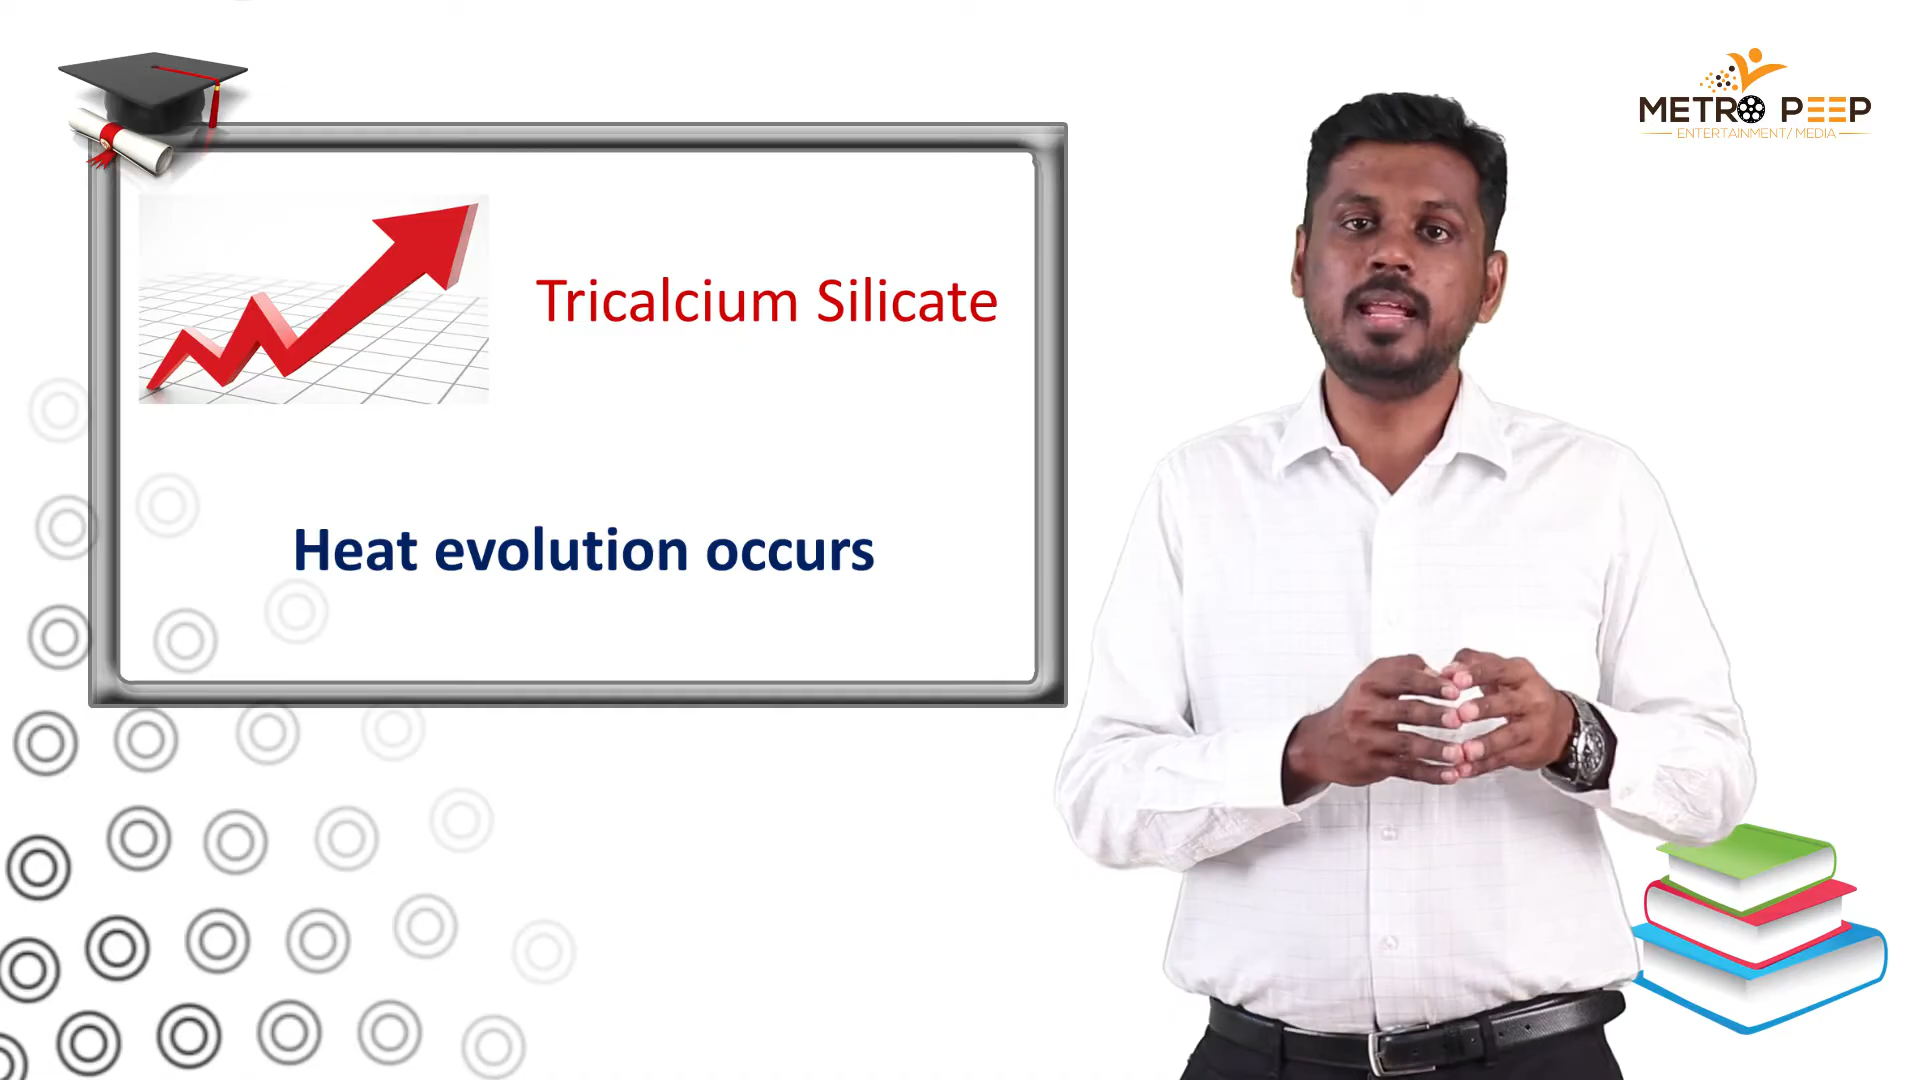 METRO PEEP
ENTERTAINMENT/ MEDIA
Tricalcium Silicate
Heat evolution occurs